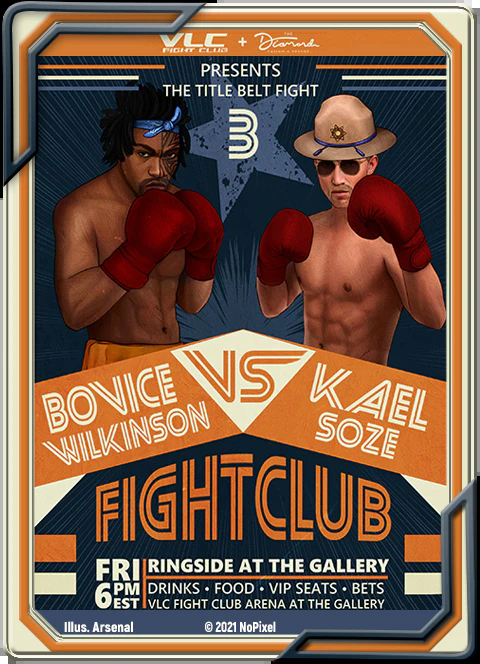 VLC
FIGHT CLUB
+
THE
Diamond
CASINO & RESORT
PRESENTS
THE TITLE BELT FIGHT
3
VS
BOVICE
WILKINSON
KAEL
SOZE
FIGHTCLUB
FRI
6PM
EST
RINGSIDE AT THE GALLERY
DRINKS • FOOD • VIP SEATS • BETS
VLC FIGHT CLUB ARENA AT THE GALLERY
Illus. Arsenal
© 2021 NoPixel